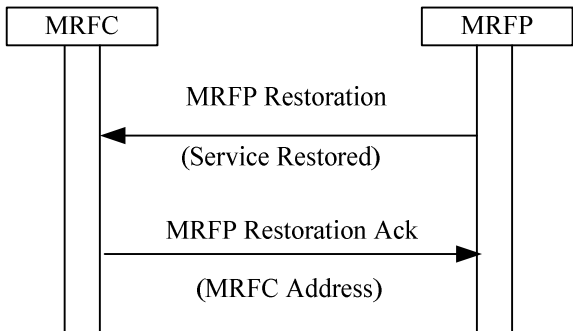 MRFC
MRFP
MRFP Restoration
(Service Restored)
MRFP Restoration Ack
(MRFC Address)